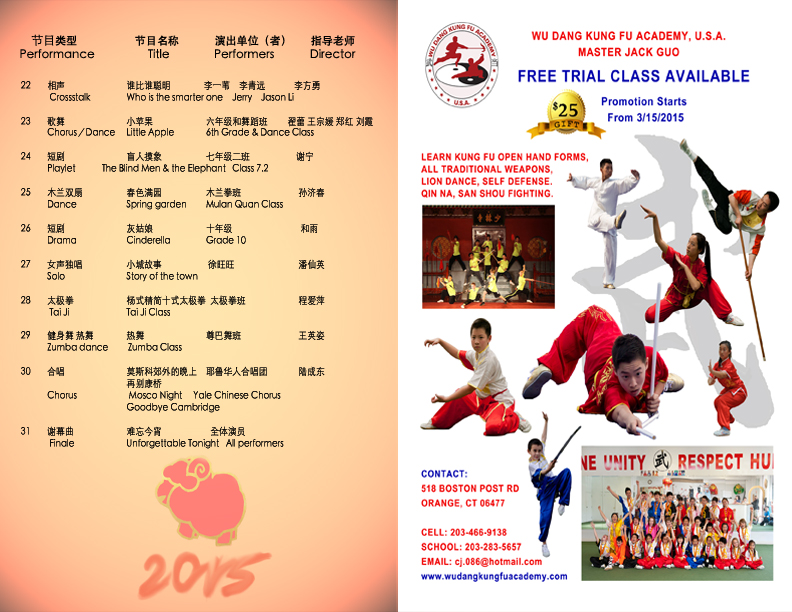 节目类型 节目名称 演出单位（者） 指导老师
Performance Title Performers Director
22 相声 谁比谁聪明 李一苇 李青远 李方勇
Crossstalk Who is the smarter one Jerry Jason Li
23 歌舞 小苹果 六年级和舞蹈班 翟蕾 王宗媛 郑红 刘霞
Chorus / Dance Little Apple 6th Grade & Dance Class
24 短剧 盲人摸象 七年级二班 谢宁
Playlet The Blind Men & the Elephant Class 7.2
25 木兰双扇 春色满园 木兰拳班 孙济春
Dance Spring garden Mulan Quan Class
26 短剧 灰姑娘 十年级 和雨
Drama Cinderella Grade 10
27 女声独唱 小城故事 徐旺旺 潘仙英
Solo Story of the town
28 太极拳 杨式精简十式太极拳 太极拳班 程爱萍
Tai Ji Tai Ji Class
29 健身舞 热舞 热舞 尊巴舞班 王英姿
Zumba dance Zumba Class
30 合唱 莫斯科郊外的晚上 耶鲁华人合唱团 陆成东
再别康桥
Chorus Mosco Night Yale Chinese Chorus
Goodbye Cambridge
31 谢幕曲 难忘今宵 全体演员
Finale Unforgettable Tonight All performers
2015
WU DANG KUNG FU ACADEMY
U.S.A.
WU DANG KUNG FU ACADEMY, U.S.A.
MASTER JACK GUO
FREE TRIAL CLASS AVAILABLE
$25
GIFT
Promotion Starts
From 3/15/2015
LEARN KUNG FU OPEN HAND FORMS,
ALL TRADITIONAL WEAPONS,
LION DANCE, SELF DEFENSE.
QIN NA, SAN SHOU FIGHTING.
少林寺
武
NE UNITY 武 RESPECT HU
CONTACT:
518 BOSTON POST RD
ORANGE, CT 06477
CELL: 203-466-9138
SCHOOL: 203-283-5657
EMAIL: cj.086@hotmail.com
www.wudangkungfuacademy.com